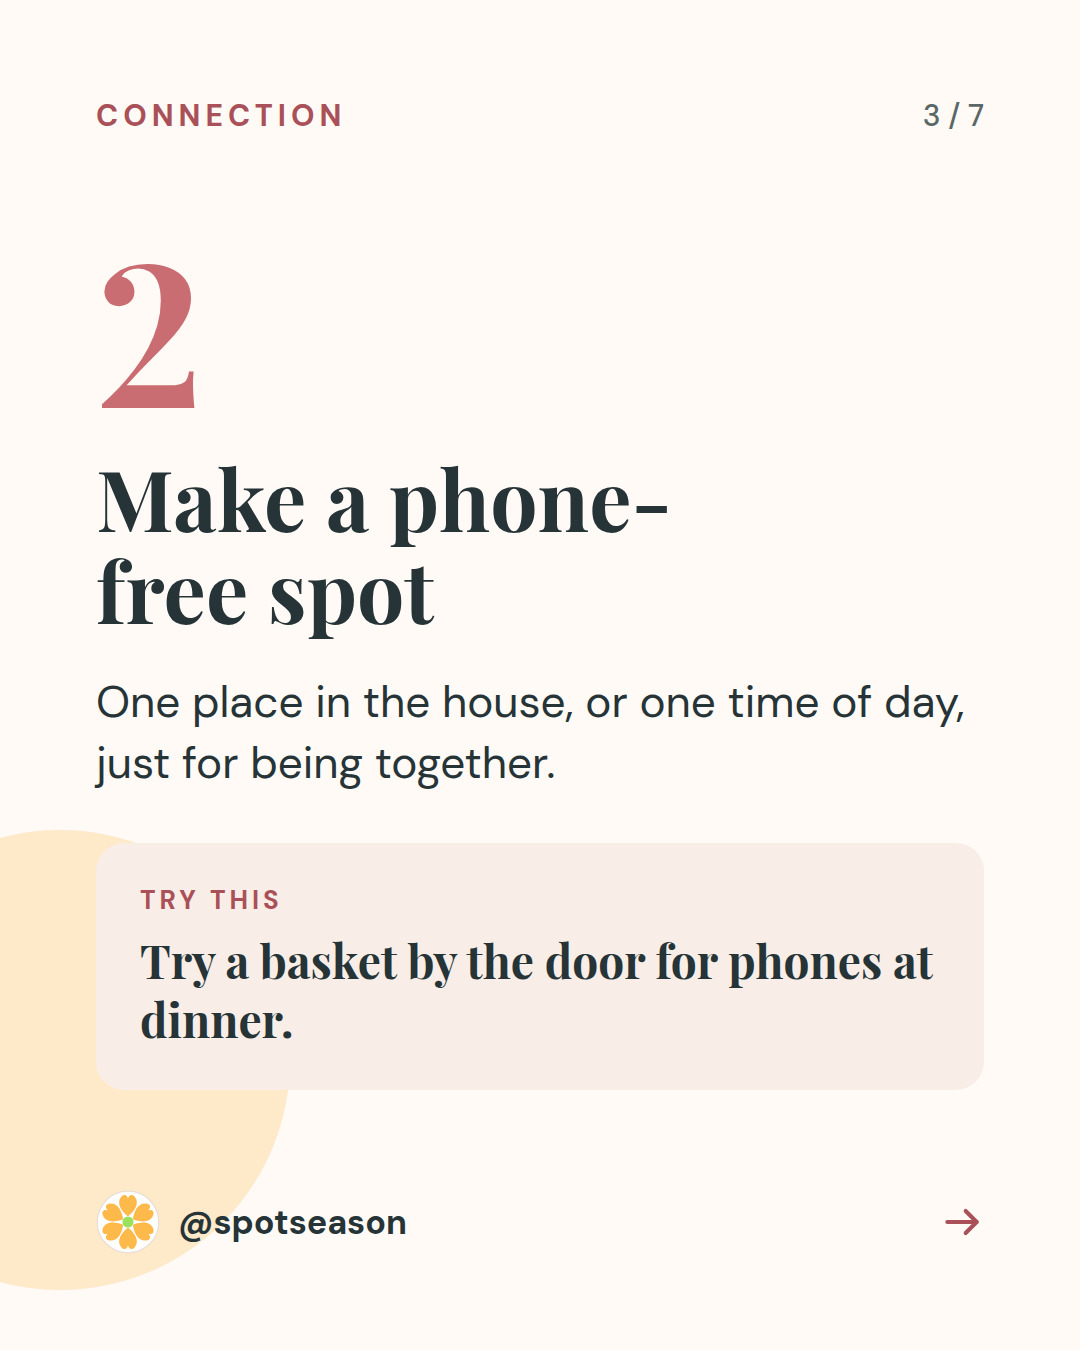 CONNECTION
3 / 7
2
Make a phone-
free spot
One place in the house, or one time of day,
just for being together.
TRY THIS
Try a basket by the door for phones at
dinner.
@spotseason